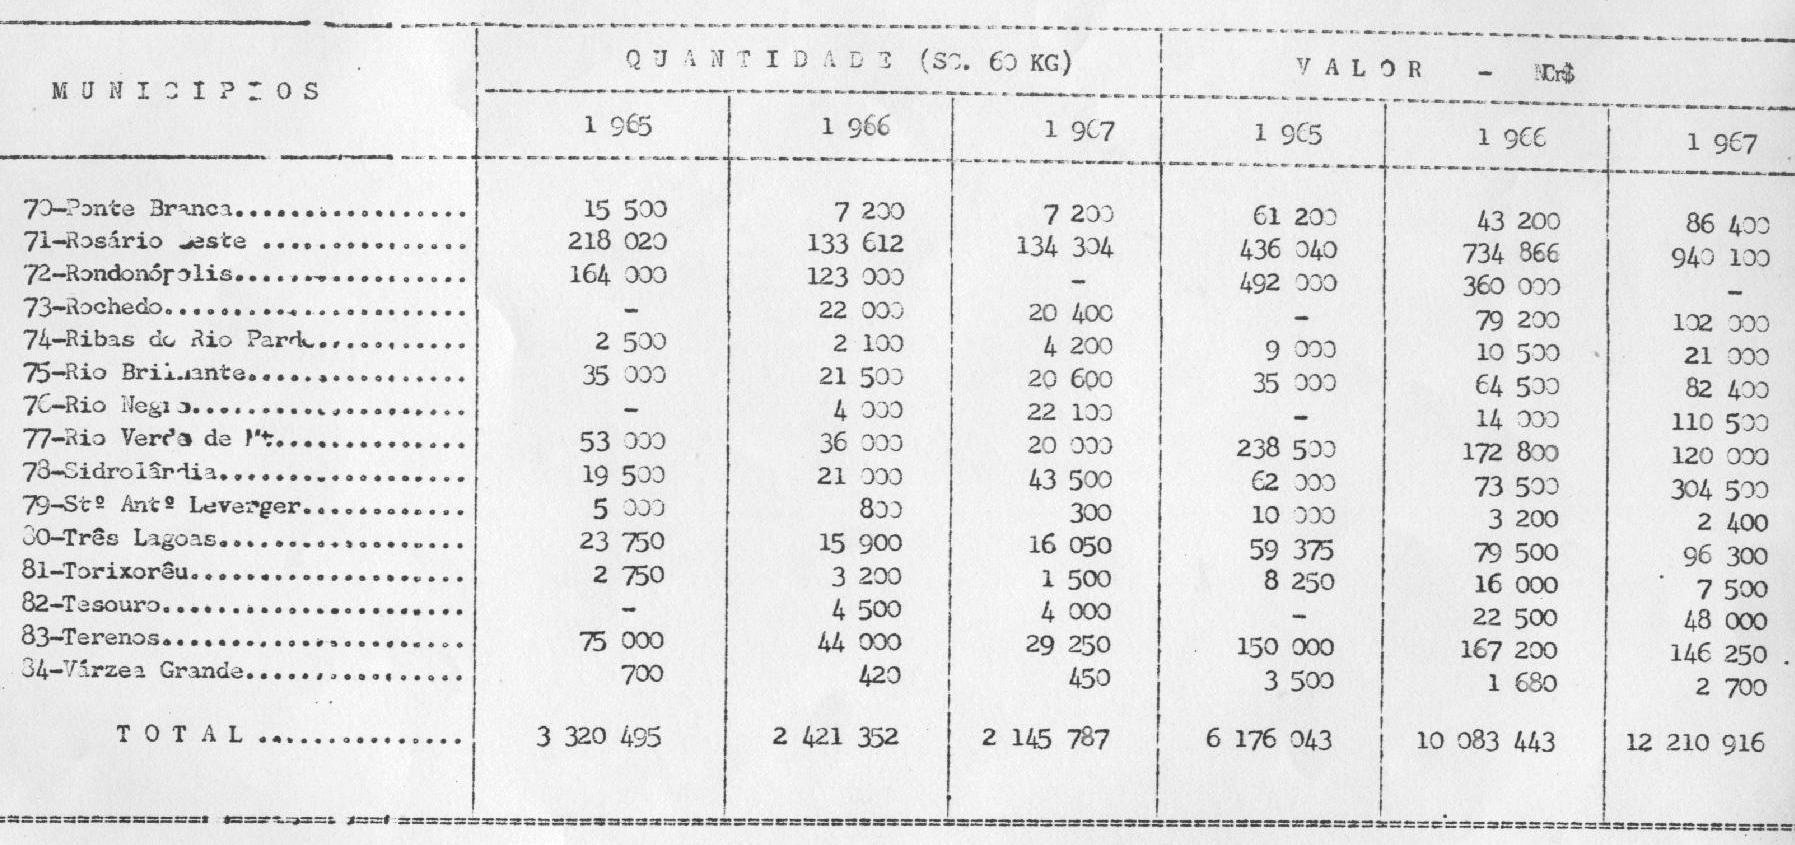 MUNICÍPIOS QUANTIDADE (SC. 60 KG) VALOR - NCr$
1 965 1 966 1 967 1 965 1 966 1 967
70-Ponte Branca.................. 15 500 7 200 7 200 61 200 43 200 86 400
71-Rosário Oeste ............... 218 020 133 612 134 304 436 040 734 866 940 100
72-Rondonópolis.................. 164 000 123 000 - 492 000 360 000 -
73-Rochedo....................... - 22 000 20 400 - 79 200 102 000
74-Ribas do Rio Pardo........... 2 500 2 100 4 200 9 000 10 500 21 000
75-Rio Brilhante................ 35 000 21 500 20 600 35 000 64 500 82 400
76-Rio Negro.................... - 4 000 22 100 - 14 000 110 500
77-Rio Verde de Mt.............. 53 000 36 000 20 000 238 500 172 800 120 000
78-Sidrolândia.................. 19 500 21 000 43 500 62 000 73 500 304 500
79-Stº Antº Leverger............ 5 000 800 300 10 000 3 200 2 400
80-Três Lagoas.................. 23 750 15 900 16 050 59 375 79 500 96 300
81-Torixorêu.................... 2 750 3 200 1 500 8 250 16 000 7 500
82-Tesouro...................... - 4 500 4 000 - 22 500 48 000
83-Terenos...................... 75 000 44 000 29 250 150 000 167 200 146 250
84-Várzea Grande................ 700 420 450 3 500 1 680 2 700
TOTAL ............... 3 320 495 2 421 352 2 145 787 6 176 043 10 083 443 12 210 916